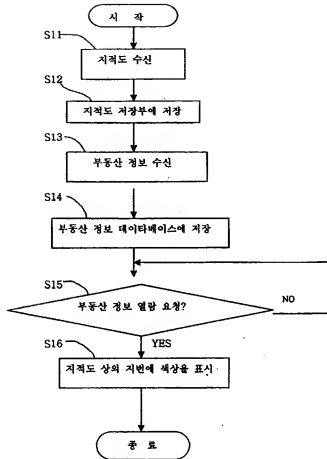 시 작
S11
지적도 수신
S12
지적도 저장부에 저장
S13
부동산 정보 수신
S14
부동산 정보 데이타베이스에 저장
S15
부동산 정보 열람 요청?
NO
YES
S16
지적도 상의 지번에 색상을 표시
종 료